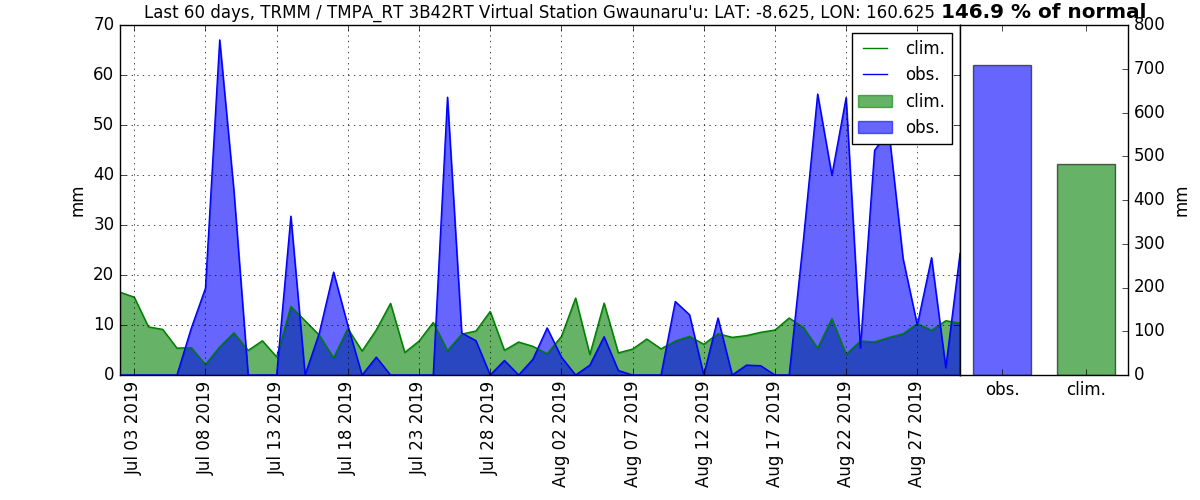 Last 60 days, TRMM / TMPA_RT 3B42RT Virtual Station Gwaunaru'u: LAT: -8.625, LON: 160.625 146.9 % of normal
70
60
50
40
30
20
10
0
mm
clim.
obs.
clim.
obs.
800
700
600
500
400
300
200
100
0
mm
Jul 03 2019
Jul 08 2019
Jul 13 2019
Jul 18 2019
Jul 23 2019
Jul 28 2019
Aug 02 2019
Aug 07 2019
Aug 12 2019
Aug 17 2019
Aug 22 2019
Aug 27 2019
obs.
clim.